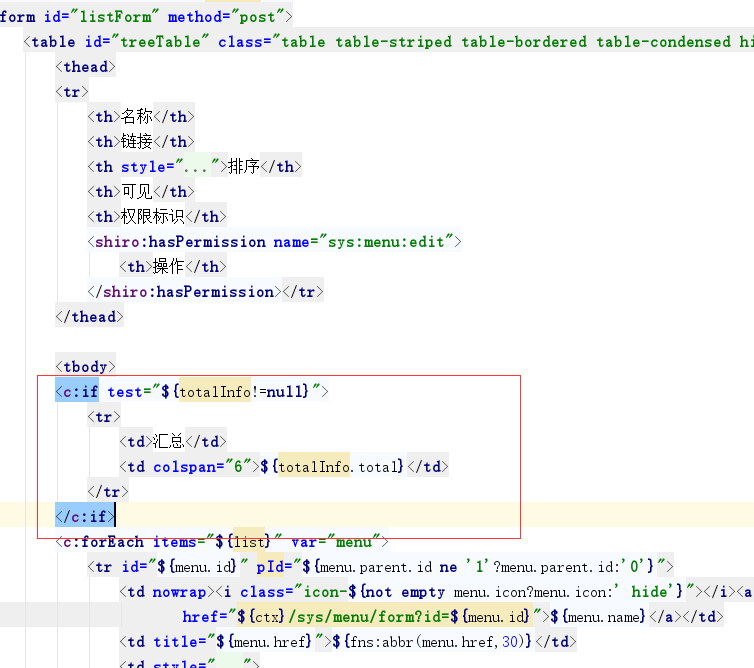 form id="listForm" method="post">
<table id="treeTable" class="table table-striped table-bordered table-condensed hi
<thead>
<tr>
<th>名称</th>
<th>链接</th>
<th style="...">排序</th>
<th>可见</th>
<th>权限标识</th>
<shiro:hasPermission name="sys:menu:edit">
<th>操作</th>
</shiro:hasPermission></tr>
</thead>
<tbody>
<c:if test="${totalInfo!=null}">
<tr>
<td>汇总</td>
<td colspan="6">${totalInfo.total}</td>
</tr>
</c:if>
<c:forEach items="${list}" var="menu">
<tr id="${menu.id}" pId="${menu.parent.id ne '1'?menu.parent.id:'0'}">
<td nowrap><i class="icon-${not empty menu.icon?menu.icon:' hide'}"></i><a
href="${ctx}/sys/menu/form?id=${menu.id}">${menu.name}</a></td>
<td title="${menu.href}">${fns:abbr(menu.href,30)}</td>
<td style="...">